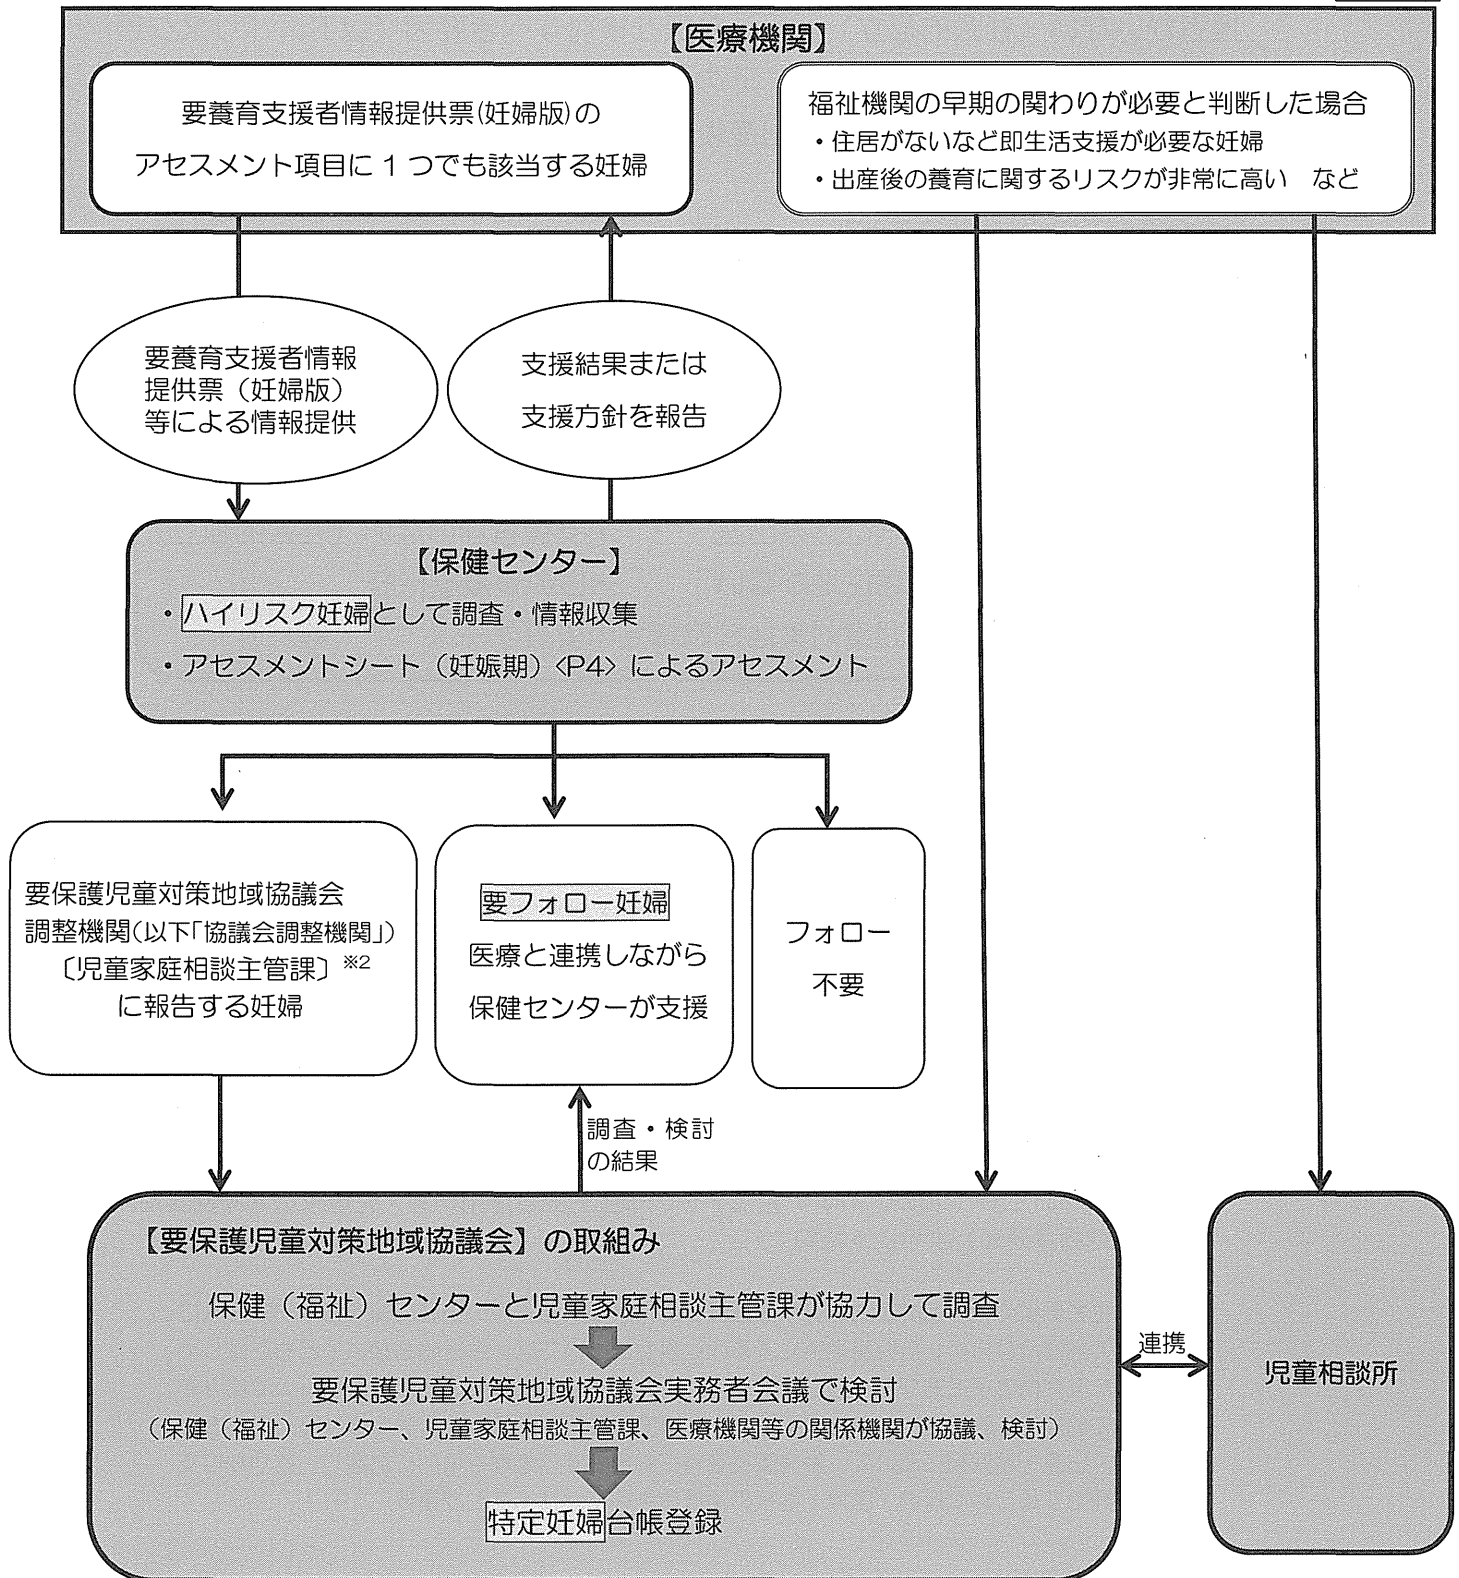 【医療機関】
要養育支援者情報提供票(妊婦版)の
アセスメント項目に 1 つでも該当する妊婦
福祉機関の早期の関わりが必要と判断した場合
・住居がないなど即生活支援が必要な妊婦
・出産後の養育に関するリスクが非常に高い など
要養育支援者情報
提供票（妊婦版）
等による情報提供
支援結果または
支援方針を報告
【保健センター】
・ハイリスク妊婦として調査・情報収集
・アセスメントシート（妊娠期）〈P4〉によるアセスメント
要保護児童対策地域協議会
調整機関(以下「協議会調整機関」)
〔児童家庭相談主管課〕※2
に報告する妊婦
要フォロー妊婦
医療と連携しながら
保健センターが支援
フォロー
不要
調査・検討
の結果
【要保護児童対策地域協議会】の取組み
保健（福祉）センターと児童家庭相談主管課が協力して調査
要保護児童対策地域協議会実務者会議で検討
（保健（福祉）センター、児童家庭相談主管課、医療機関等の関係機関が協議、検討）
特定妊婦台帳登録
連携
児童相談所